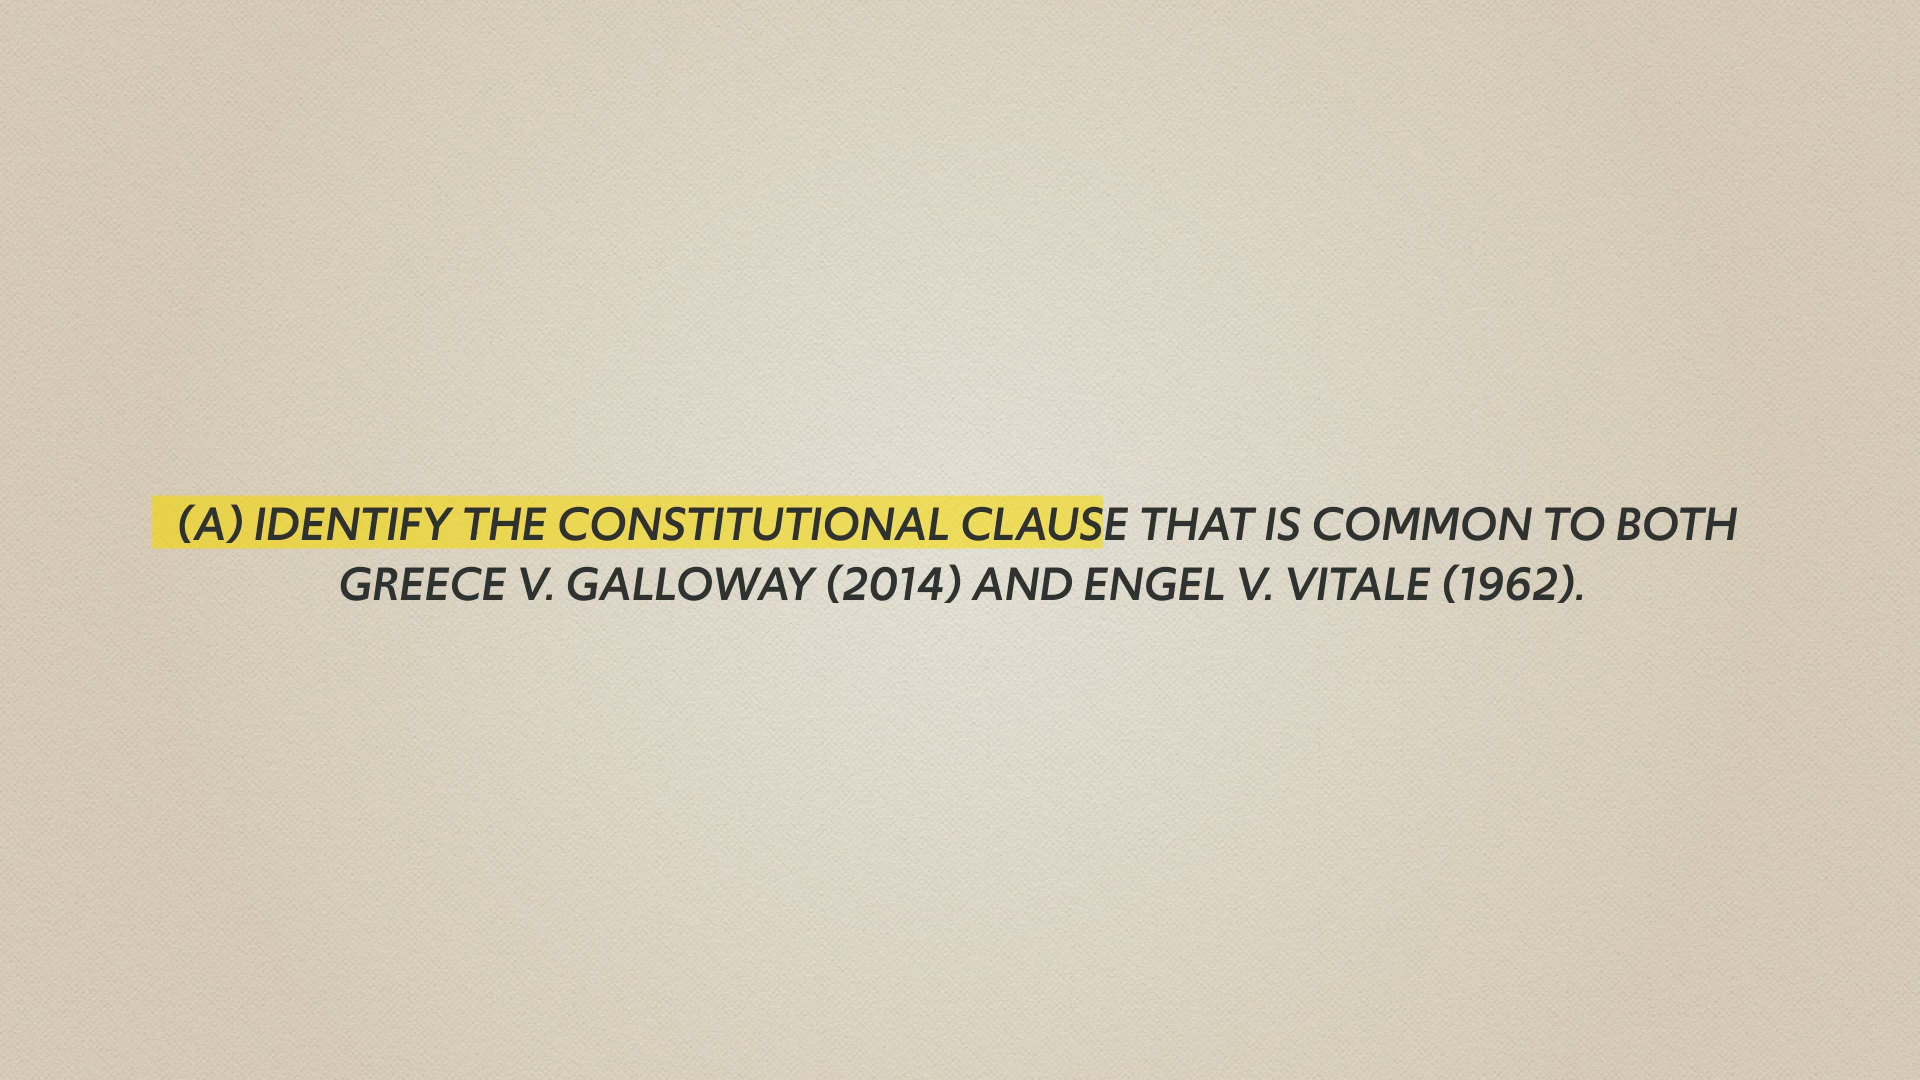 (A) IDENTIFY THE CONSTITUTIONAL CLAUSE THAT IS COMMON TO BOTH
GREECE V. GALLOWAY (2014) AND ENGEL V. VITALE (1962).